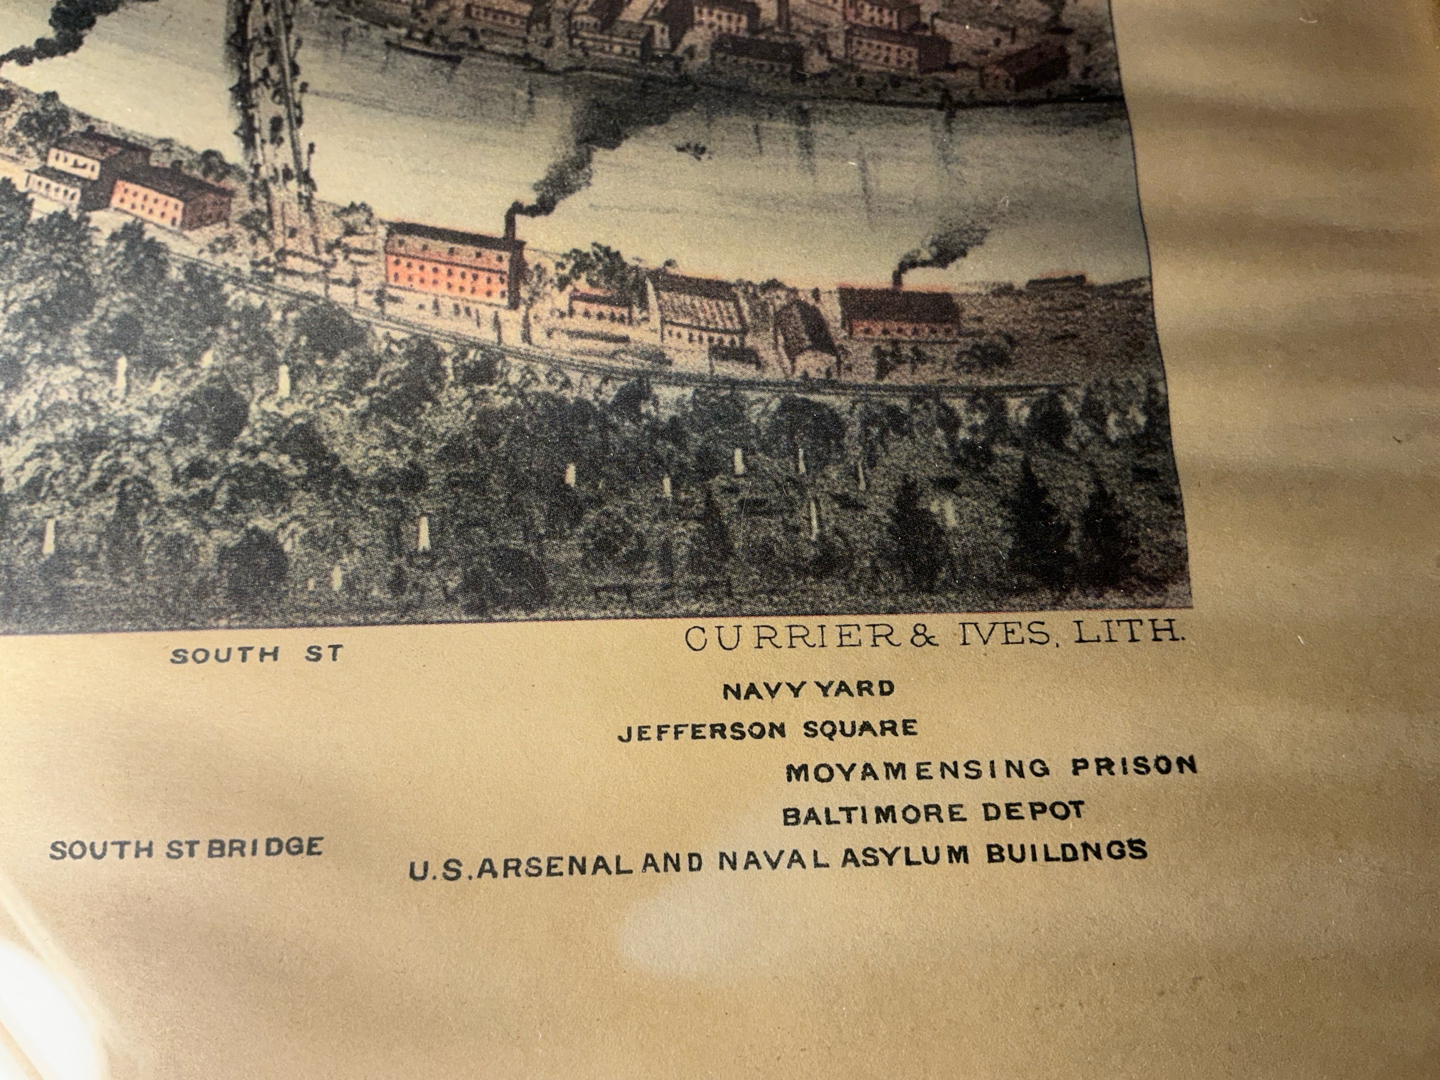 SOUTH ST
CURRIER & IVES, LITH.
NAVY YARD
JEFFERSON SQUARE
MOYAMENSING PRISON
BALTIMORE DEPOT
SOUTH ST BRIDGE
U.S. ARSENAL AND NAVAL ASYLUM BUILDNGS